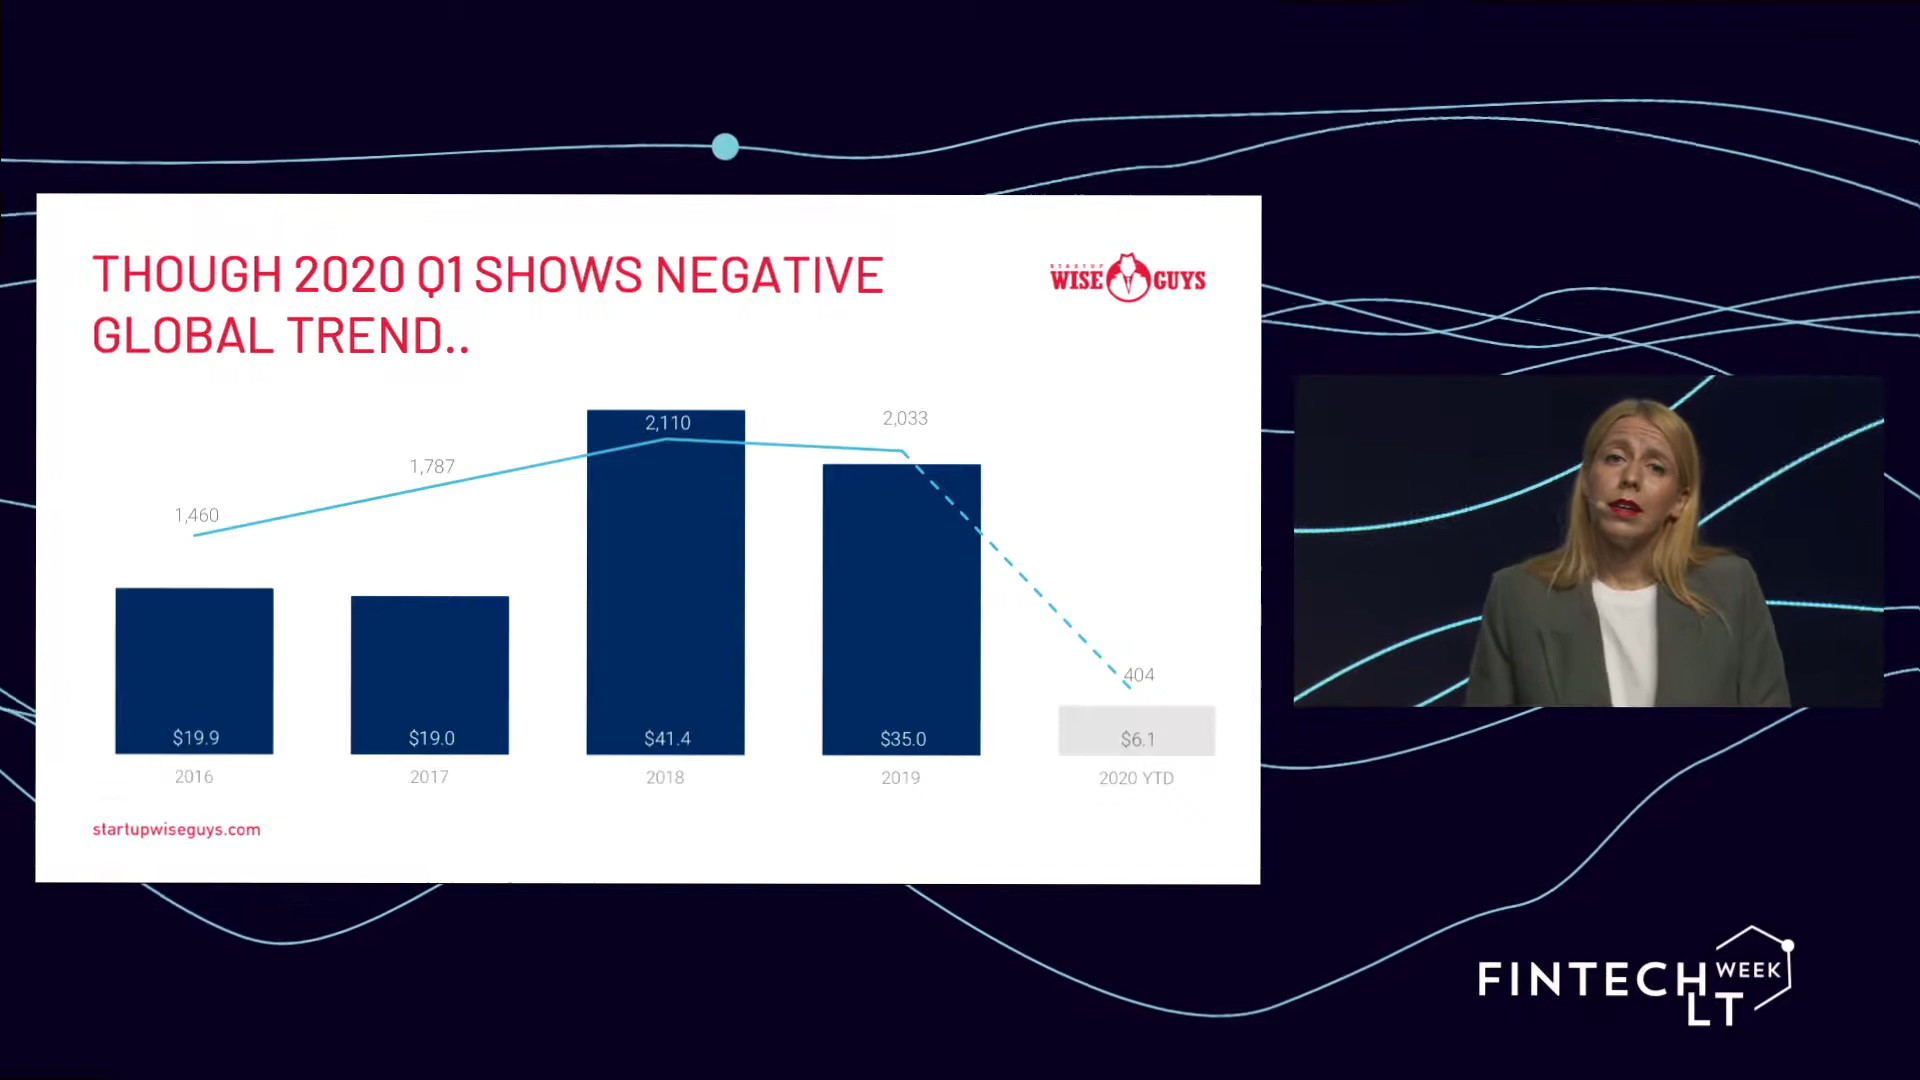 THOUGH 2020 Q1 SHOWS NEGATIVE
GLOBAL TREND..
STARTUP
WISE GUYS
1,460
1,787
2,110
2,033
404
$19.9
$19.0
$41.4
$35.0
$6.1
2016
2017
2018
2019
2020 YTD
startupwiseguys.com
FINTECH WEEK
LT